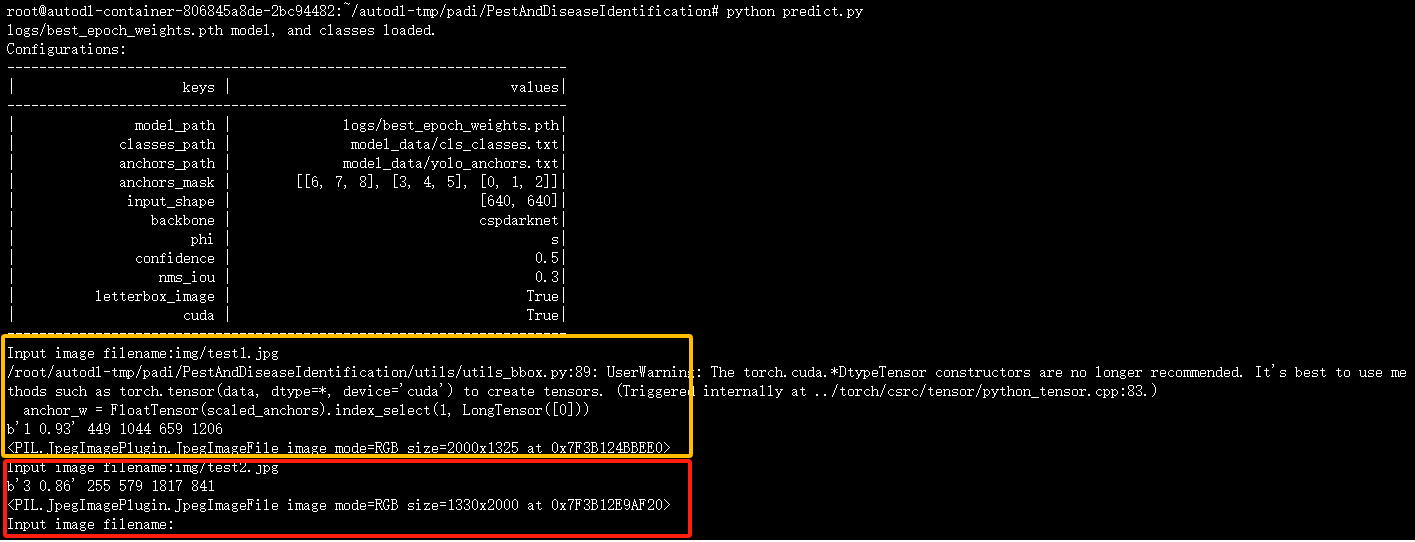 root@autodl-container-806845a8de-2bc94482:~/autodl-tmp/padi/PestAndDiseaseIdentification# python predict.py
logs/best_epoch_weights.pth model, and classes loaded.
Configurations:
----------------------------------------------------------------------
|                     keys |                                   values|
----------------------------------------------------------------------
|               model_path |               logs/best_epoch_weights.pth|
|             classes_path |                model_data/cls_classes.txt|
|             anchors_path |               model_data/yolo_anchors.txt|
|             anchors_mask |         [[6, 7, 8], [3, 4, 5], [0, 1, 2]]|
|              input_shape |                                [640, 640]|
|                 backbone |                                cspdarknet|
|                      phi |                                         s|
|               confidence |                                       0.5|
|                  nms_iou |                                       0.3|
|          letterbox_image |                                      True|
|                     cuda |                                      True|
----------------------------------------------------------------------
Input image filename:img/test1.jpg
/root/autodl-tmp/padi/PestAndDiseaseIdentification/utils/utils_bbox.py:89: UserWarning: The torch.cuda.*DtypeTensor constructors are no longer recommended. It's best to use me
thods such as torch.tensor(data, dtype=*, device='cuda') to create tensors. (Triggered internally at ../torch/csrc/tensor/python_tensor.cpp:83.)
  anchor_w = FloatTensor(scaled_anchors).index_select(1, LongTensor([0]))
b'1 0.93' 449 1044 659 1206
<PIL.JpegImagePlugin.JpegImageFile image mode=RGB size=2000x1325 at 0x7F3B124BBEE0>
Input image filename:img/test2.jpg
b'3 0.86' 255 579 1817 841
<PIL.JpegImagePlugin.JpegImageFile image mode=RGB size=1330x2000 at 0x7F3B12E9AF20>
Input image filename: